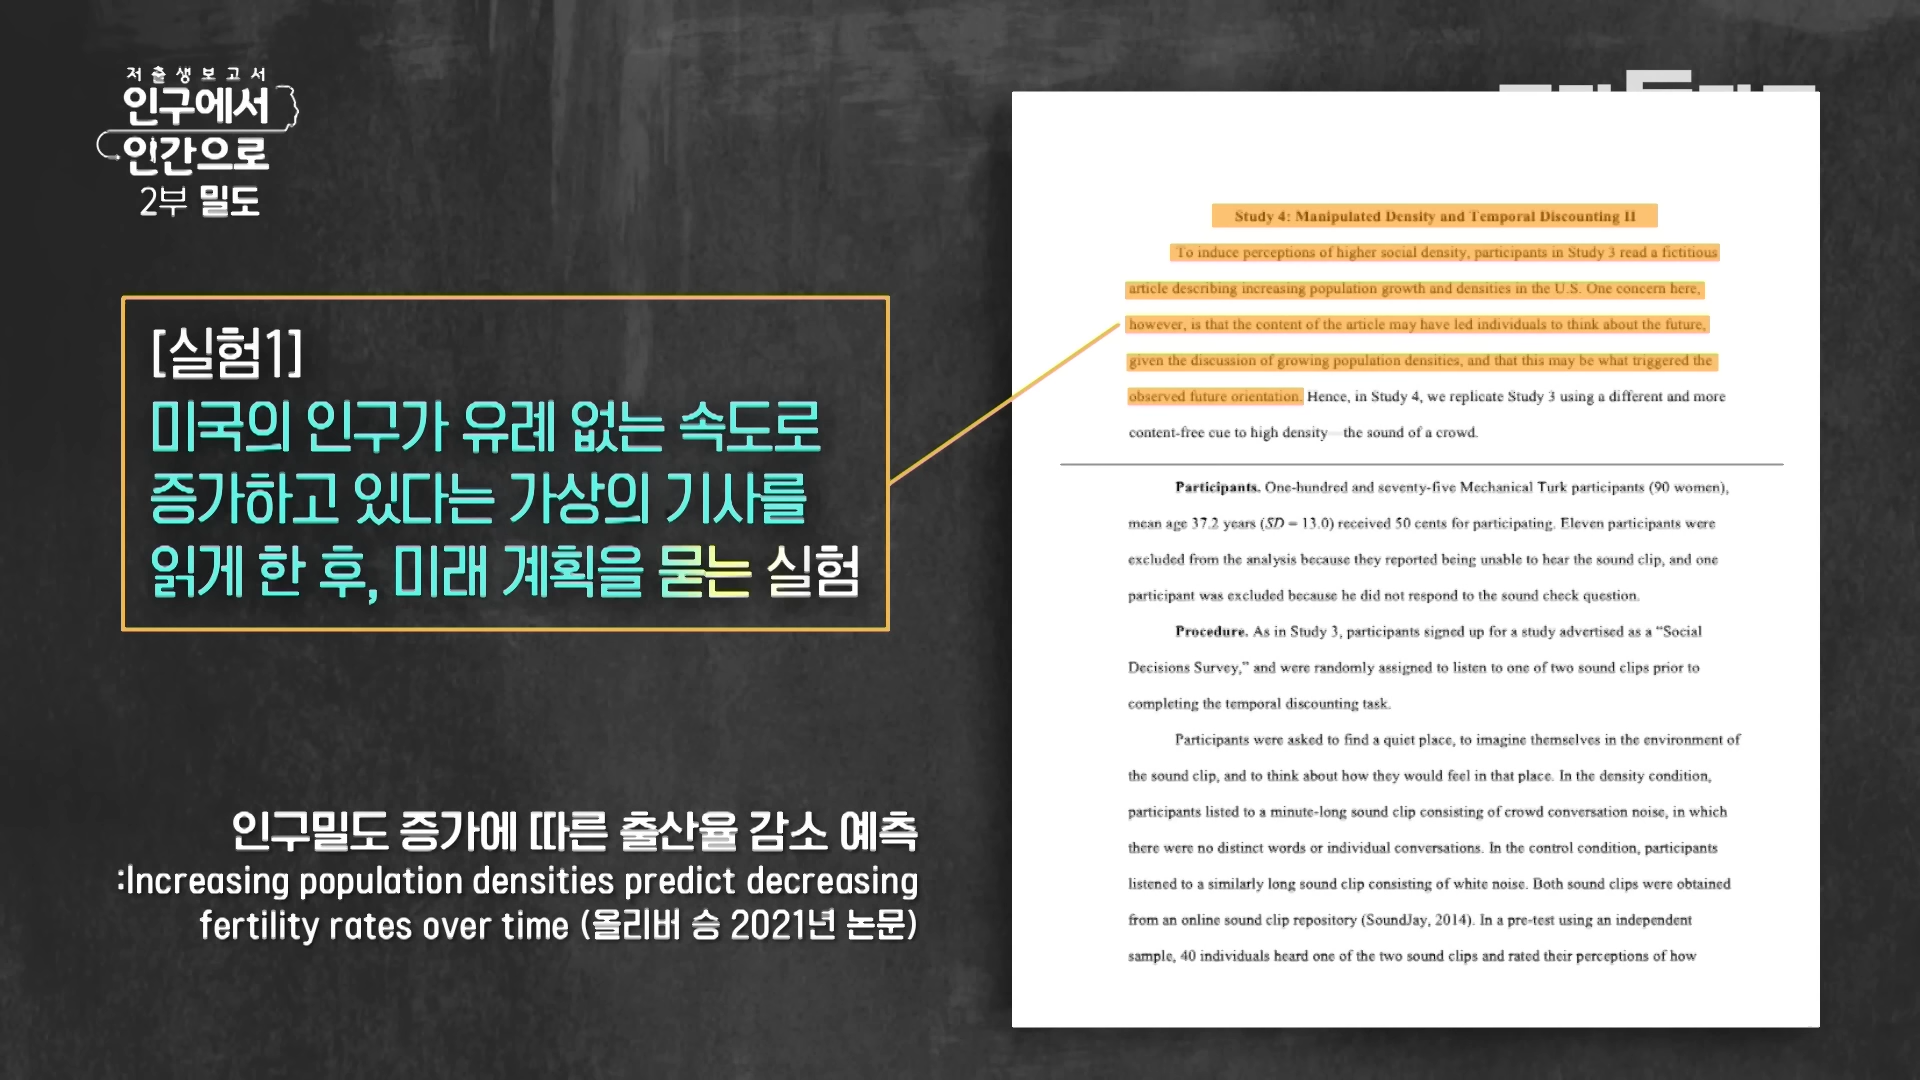 저출생보고서
인구에서
인간으로
2부 밀도
[실험1]
미국의 인구가 유례 없는 속도로
증가하고 있다는 가상의 기사를
읽게 한 후, 미래 계획을 묻는 실험
인구밀도 증가에 따른 출산율 감소 예측
:Increasing population densities predict decreasing
fertility rates over time (올리버 승 2021년 논문)
Study 4: Manipulated Density and Temporal Discounting II
To induce perceptions of higher social density, participants in Study 3 read a fictitious
article describing increasing population growth and densities in the U.S. One concern here,
however, is that the content of the article may have led individuals to think about the future,
given the discussion of growing population densities, and that this may be what triggered the
observed future orientation. Hence, in Study 4, we replicate Study 3 using a different and more
content-free cue to high density—the sound of a crowd.
Participants. One-hundred and seventy-five Mechanical Turk participants (90 women),
mean age 37.2 years (SD = 13.0) received 50 cents for participating. Eleven participants were
excluded from the analysis because they reported being unable to hear the sound clip, and one
participant was excluded because he did not respond to the sound check question.
Procedure. As in Study 3, participants signed up for a study advertised as a “Social
Decisions Survey,” and were randomly assigned to listen to one of two sound clips prior to
completing the temporal discounting task.
Participants were asked to find a quiet place, to imagine themselves in the environment of
the sound clip, and to think about how they would feel in that place. In the density condition,
participants listed to a minute-long sound clip consisting of crowd conversation noise, in which
there were no distinct words or individual conversations. In the control condition, participants
listened to a similarly long sound clip consisting of white noise. Both sound clips were obtained
from an online sound clip repository (SoundJay, 2014). In a pre-test using an independent
sample, 40 individuals heard one of the two sound clips and rated their perceptions of how